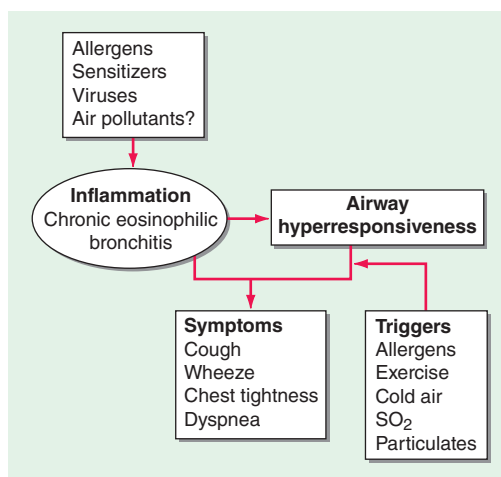 Allergens
Sensitizers
Viruses
Air pollutants?
Inflammation
Chronic eosinophilic
bronchitis
Airway
hyperresponsiveness
Symptoms
Cough
Wheeze
Chest tightness
Dyspnea
Triggers
Allergens
Exercise
Cold air
SO₂
Particulates